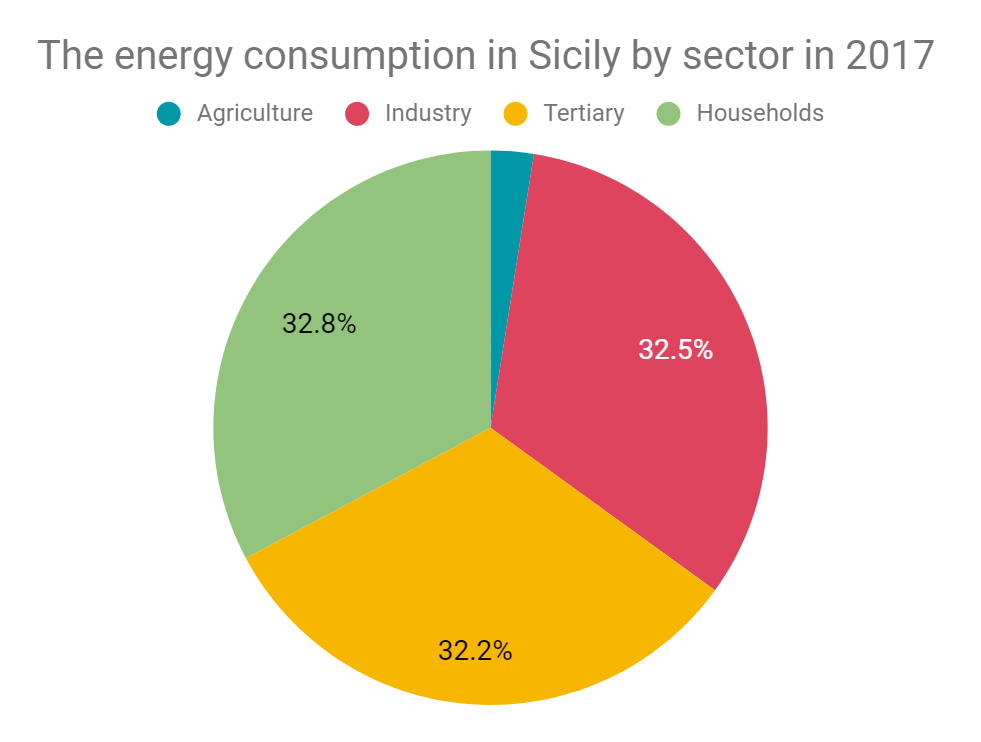 The energy consumption in Sicily by sector in 2017
Agriculture Industry Tertiary Households
32.8%
32.5%
32.2%